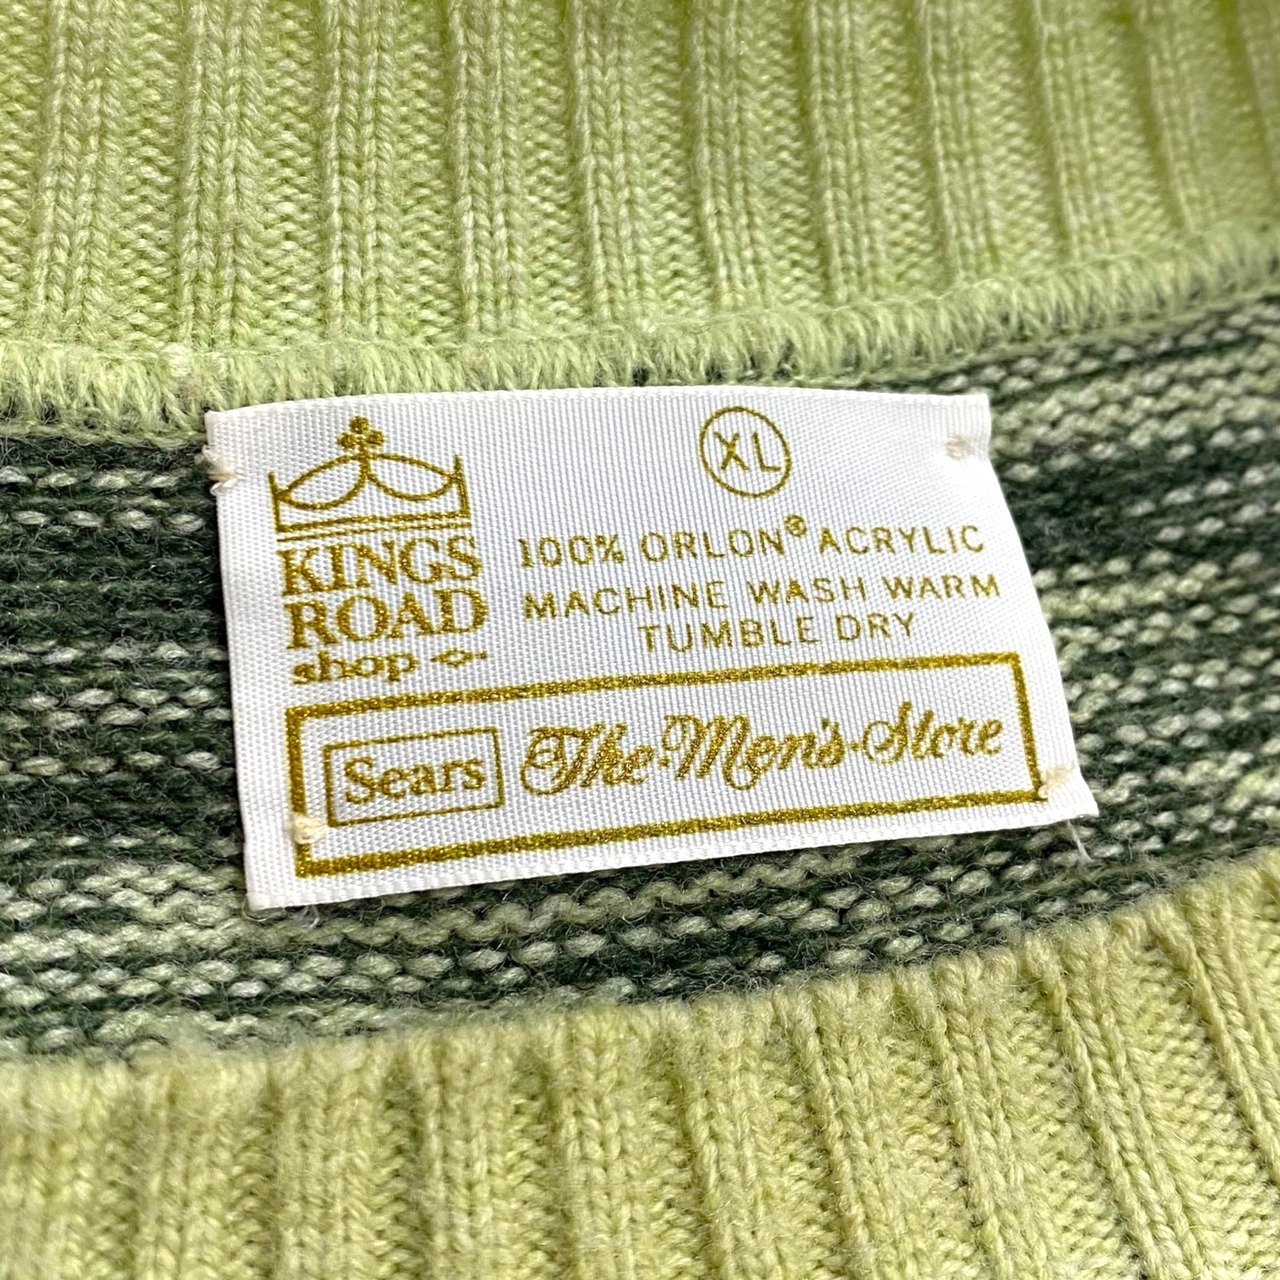 KINGS
ROAD
shop
XL
100% ORLON® ACRYLIC
MACHINE WASH WARM
TUMBLE DRY
Sears The Men's Store